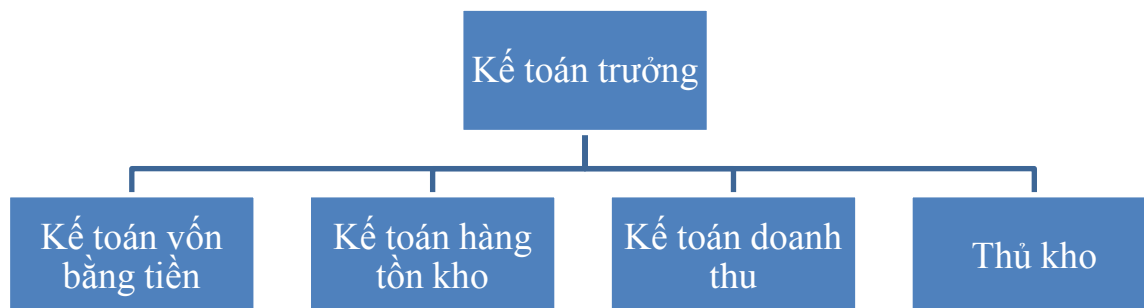 Kế toán trưởng
Kế toán vốn
bằng tiền
Kế toán hàng
tồn kho
Kế toán doanh
thu
Thủ kho